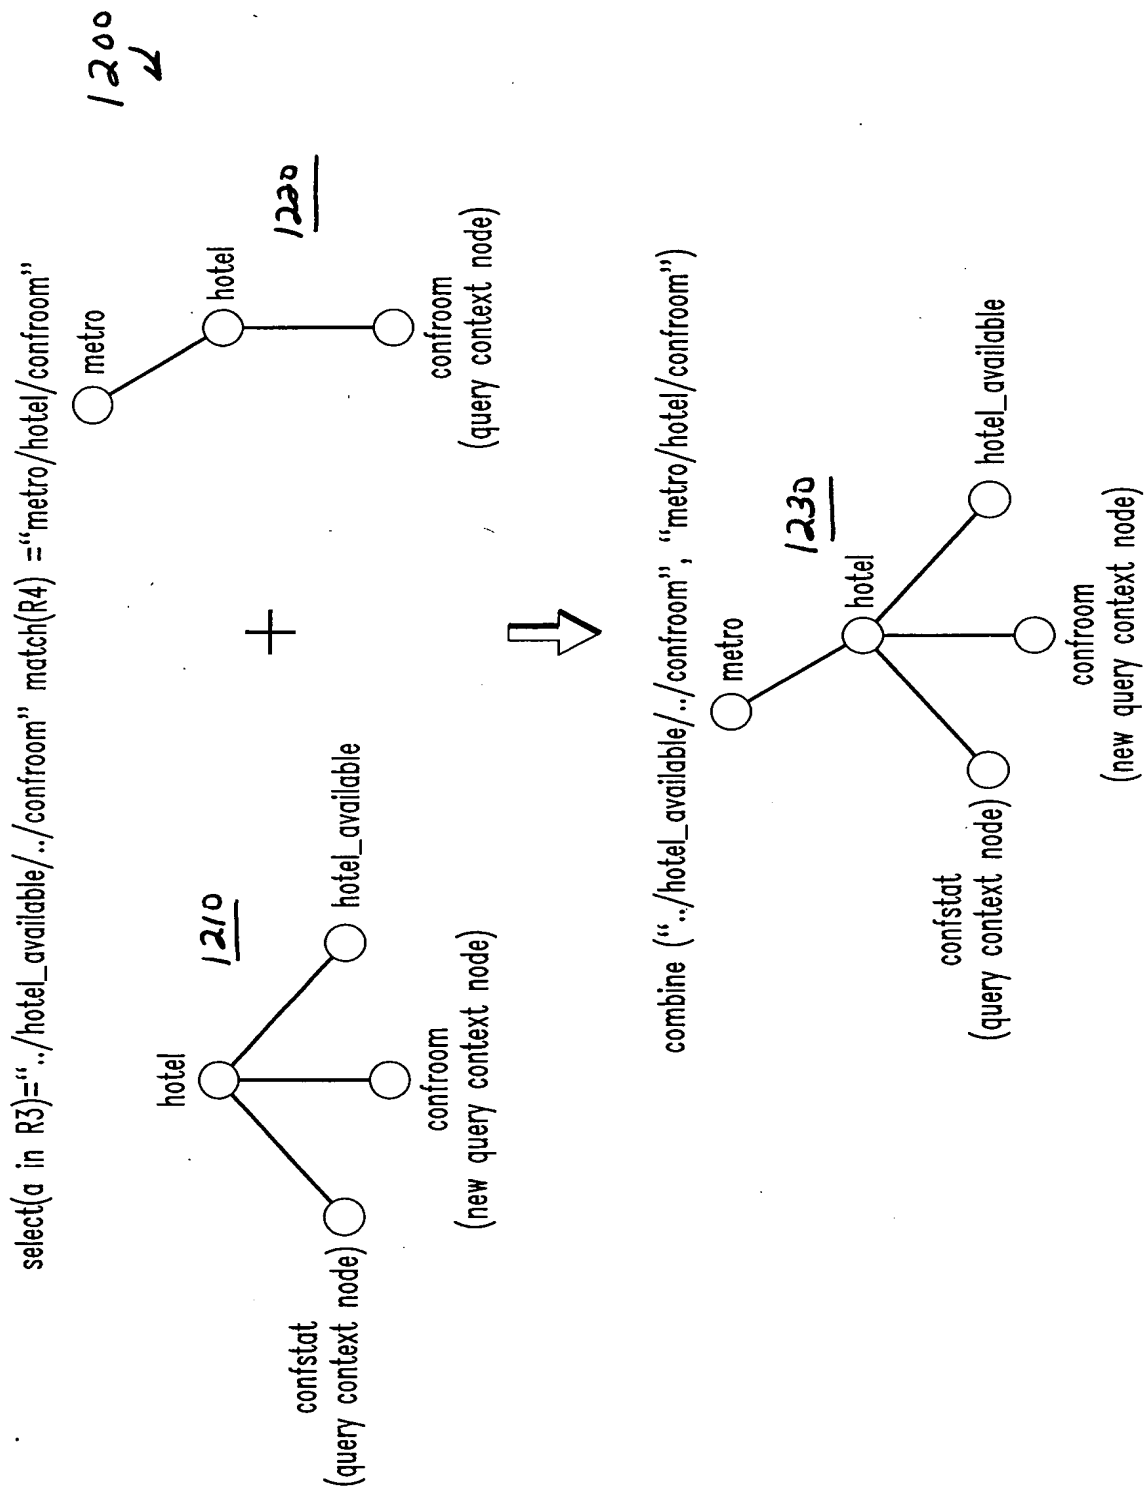 1200
select(a in R3)=“../hotel_available/../confroom” match(R4) =“metro/hotel/confroom”
hotel
1210
confstat
(query context node)
confroom
(new query context node)
hotel_available
+
metro
hotel
1220
confroom
(query context node)
combine (“../hotel_available/../confroom”, “metro/hotel/confroom”)
metro
hotel
1230
confstat
(query context node)
confroom
(new query context node)
hotel_available